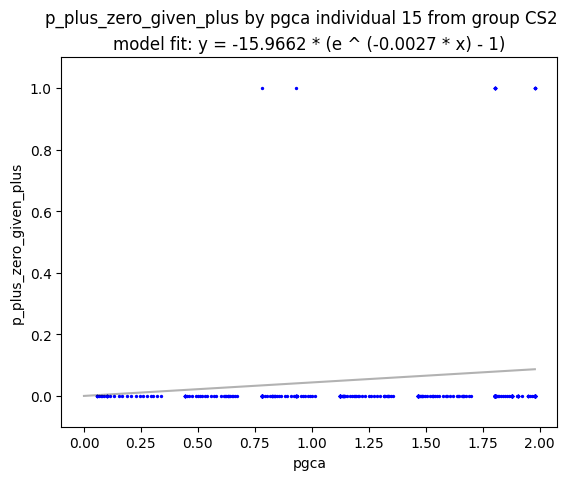 p_plus_zero_given_plus by pgca individual 15 from group CS2
model fit: y = -15.9662 * (e ^ (-0.0027 * x) - 1)
1.0
0.8
0.6
0.4
0.2
0.0
p_plus_zero_given_plus
0.00 0.25 0.50 0.75 1.00 1.25 1.50 1.75 2.00
pgca